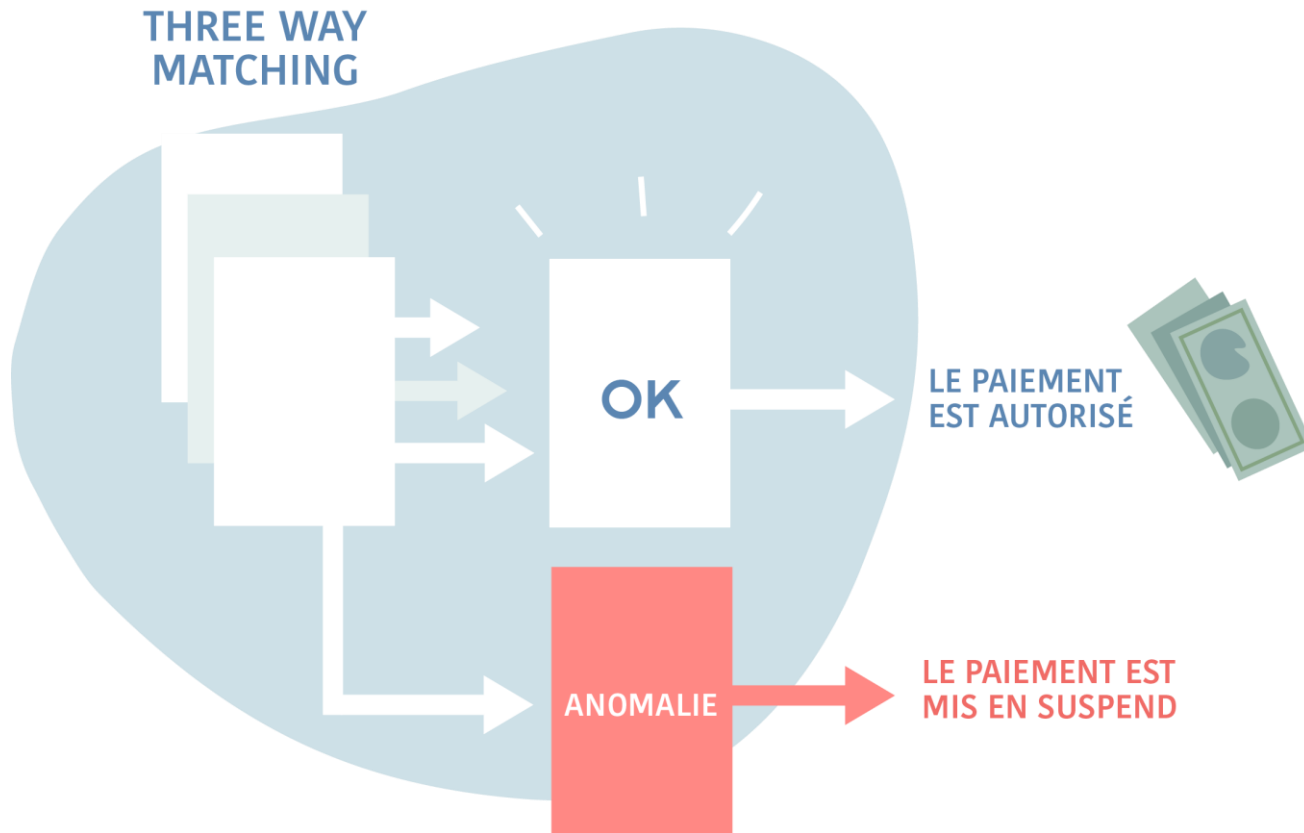 THREE WAY
MATCHING
OK
LE PAIEMENT
EST AUTORISÉ
ANOMALIE
LE PAIEMENT EST
MIS EN SUSPEND